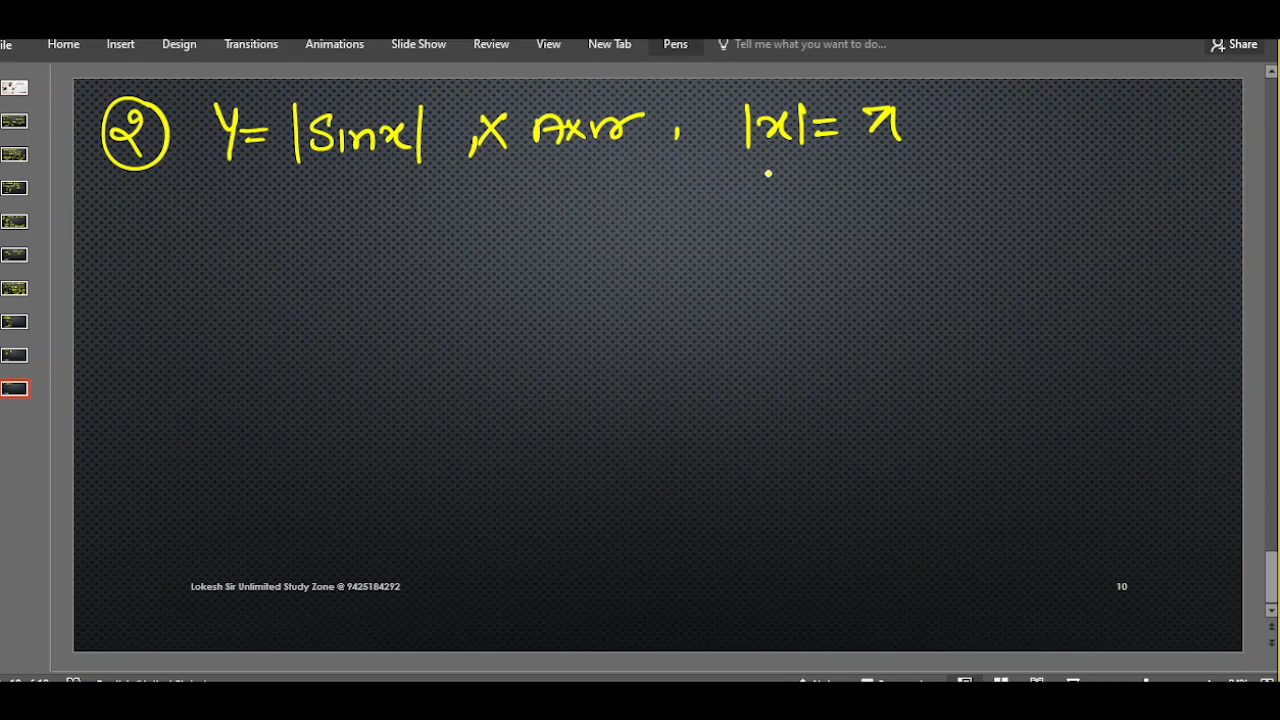 File Home Insert Design Transitions Animations Slide Show Review View New Tab Pens Tell me what you want to do... Share
② Y= |Sinx| , X Axis , |x| = π
Lokesh Sir Unlimited Study Zone @ 9425184292 10